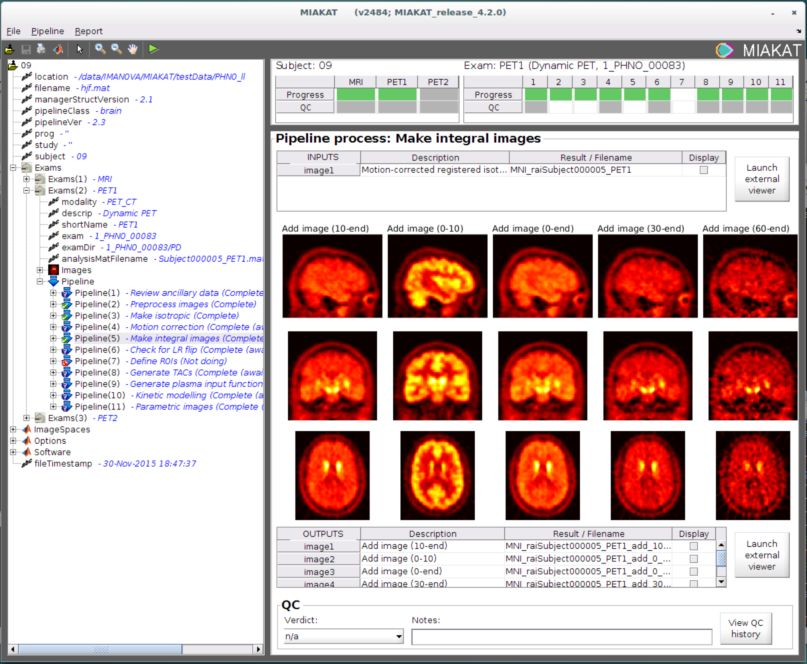 MIAKAT (v2484; MIAKAT_release_4.2.0)
File Pipeline Report
MIAKAT
09
location - /data/IMANOVA/MIAKAT/testData/PHNO_ll
filename - hjf.mat
managerStructVersion - 2.1
pipelineClass - brain
pipelineVer - 2.3
prog - ''
study - ''
subject - 09
Exams
Exams(1) - MRI
Exams(2) - PET1
modality - PET_CT
descrip - Dynamic PET
shortName - PET1
exam - 1_PHNO_00083
examDir - 1_PHNO_00083/PD
analysisMatFilename - Subject000005_PET1.ma
Images
Pipeline
Pipeline(1) - Review ancillary data (Complete
Pipeline(2) - Preprocess images (Complete)
Pipeline(3) - Make isotropic (Complete)
Pipeline(4) - Motion correction (Complete (aw
Pipeline(5) - Make integral images (Complete
Pipeline(6) - Check for LR flip (Complete (awa
Pipeline(7) - Define ROIs (Not doing)
Pipeline(8) - Generate TACs (Complete (await
Pipeline(9) - Generate plasma input function
Pipeline(10) - Kinetic modelling (Complete (a
Pipeline(11) - Parametric images (Complete (
Exams(3) - PET2
ImageSpaces
Options
Software
fileTimestamp - 30-Nov-2015 18:47:37
Subject: 09 Exam: PET1 (Dynamic PET, 1_PHNO_00083)
MRI PET1 PET2
Progress
QC
1 2 3 4 5 6 7 8 9 10 11
Progress
QC
Pipeline process: Make integral images
INPUTS Description Result / Filename Display
image1 Motion-corrected registered isot... MNI_raiSubject000005_PET1
Launch external viewer
Add image (10-end) Add image (0-10) Add image (0-end) Add image (30-end) Add image (60-end)
OUTPUTS Description Result / Filename Display
image1 Add image (10-end) MNI_raiSubject000005_PET1_add_10...
image2 Add image (0-10) MNI_raiSubject000005_PET1_add_0_...
image3 Add image (0-end) MNI_raiSubject000005_PET1_add_0_...
image4 Add image (30-end) MNI_raiSubject000005_PET1_add_30...
Launch external viewer
QC
Verdict: Notes:
n/a
View QC history